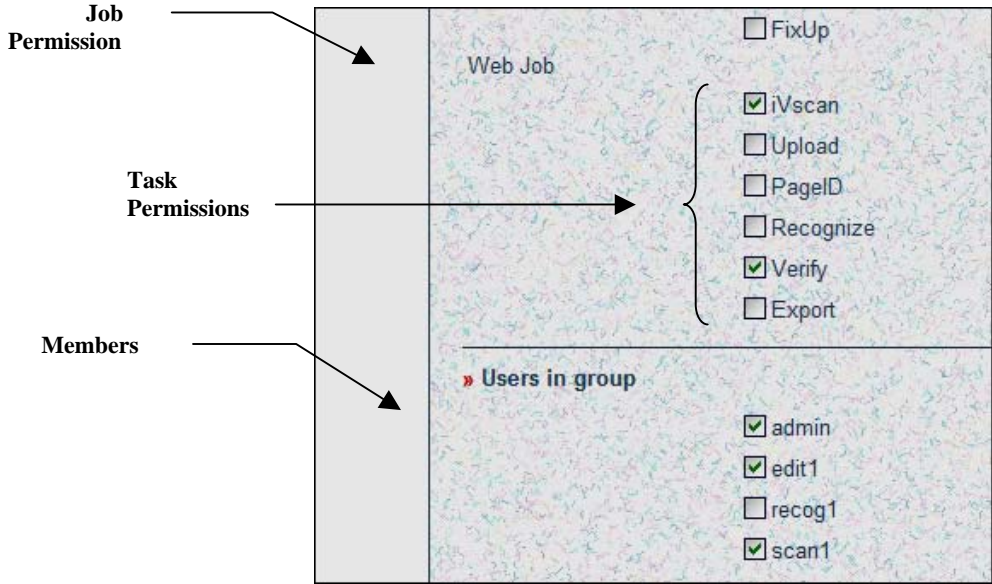 Job
Permission
FixUp
Web Job
iVscan
Upload
PageID
Recognize
Verify
Export
Task
Permissions
Members
» Users in group
admin
edit1
recog1
scan1